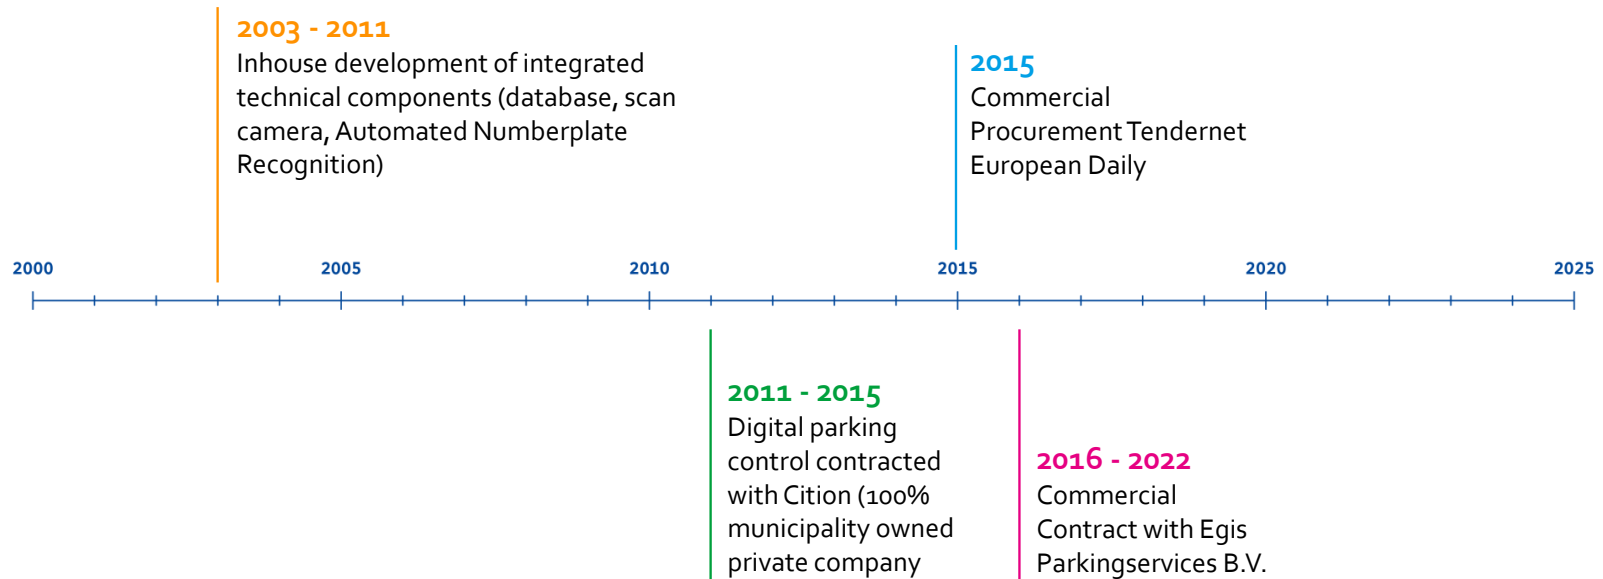 2003 - 2011
Inhouse development of integrated
technical components (database, scan
camera, Automated Numberplate
Recognition)
2015
Commercial
Procurement Tendernet
European Daily
2000
2005
2010
2015
2020
2025
2011 - 2015
Digital parking
control contracted
with Cition (100%
municipality owned
private company
2016 - 2022
Commercial
Contract with Egis
Parkingservices B.V.